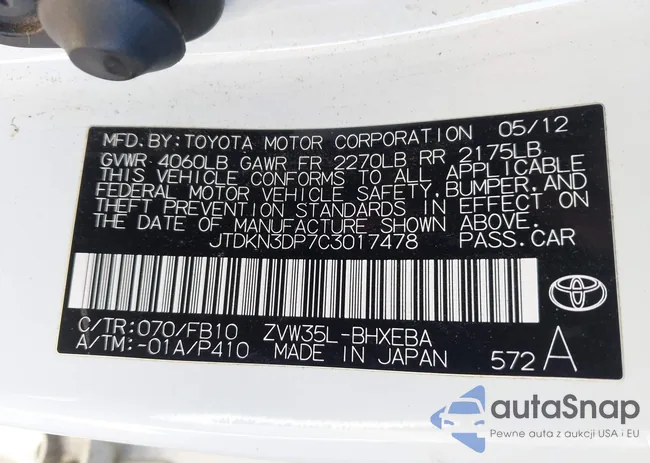 MFD.BY:TOYOTA MOTOR CORPORATION 05/12
GVWR 4060LB GAWR FR 2270LB RR 2175LB
THIS VEHICLE CONFORMS TO ALL APPLICABLE
FEDERAL MOTOR VEHICLE SAFETY,BUMPER,AND
THEFT PREVENTION STANDARDS IN EFFECT ON
THE DATE OF MANUFACTURE SHOWN ABOVE.
JTDKN3DP7C3017478 PASS.CAR
C/TR:070/FB10 ZVW35L-BHXEBA
A/TM:-01A/P410 MADE IN JAPAN 572 A
autaSnap
Pewne auta z aukcji USA i EU